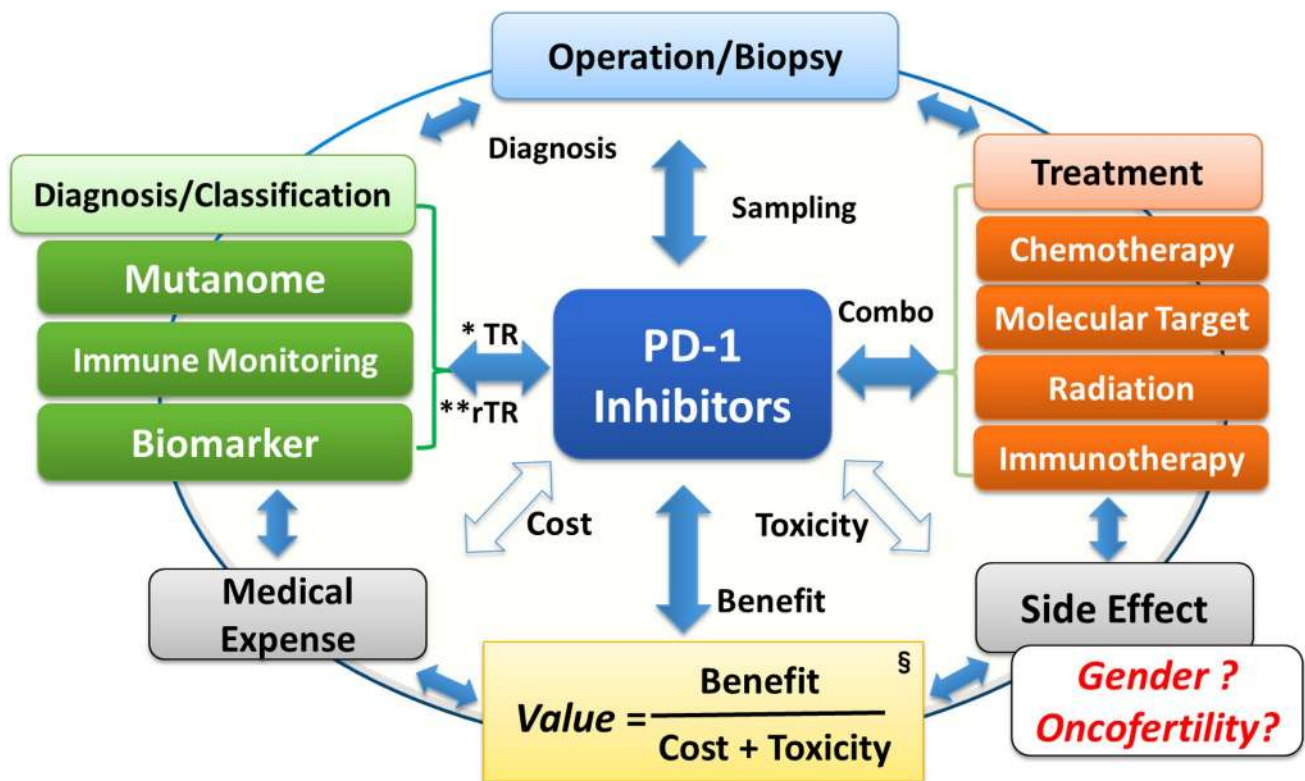 Operation/Biopsy
Diagnosis
Sampling
Diagnosis/Classification
Mutanome
Immune Monitoring
Biomarker
* TR
**rTR
PD-1
Inhibitors
Combo
Treatment
Chemotherapy
Molecular Target
Radiation
Immunotherapy
Cost
Toxicity
Benefit
Medical
Expense
Side Effect
Gender ?
Oncofertility?
§
Benefit
Value =
Cost + Toxicity